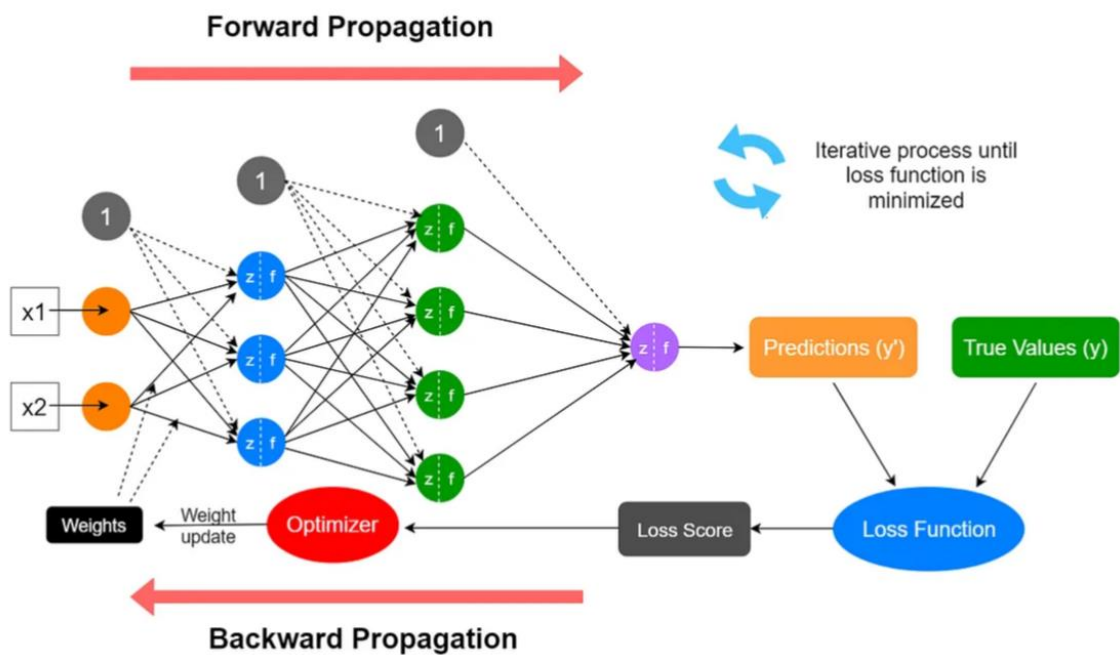 Forward Propagation
1
1
1
Iterative process until
loss function is
minimized
z f
z f
x1
z f
z f
z f
Predictions (y')
True Values (y)
x2
z f
z f
z f
Weights
Weight
update
Optimizer
Loss Score
Loss Function
Backward Propagation